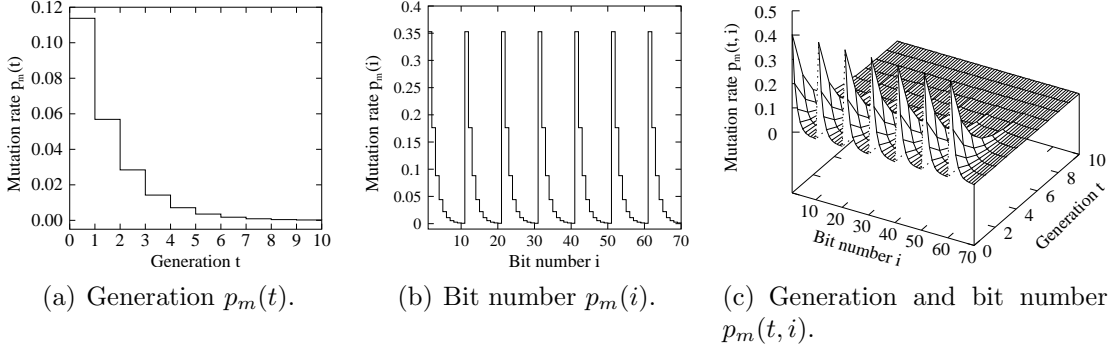 0.12
0.10
0.08
0.06
0.04
0.02
0.00
Mutation rate p_m(t)
0 1 2 3 4 5 6 7 8 9 10
Generation t
(a) Generation p_m(t).
0.4
0.35
0.3
0.25
0.2
0.15
0.1
0.05
0
Mutation rate p_m(i)
10 20 30 40 50 60 70
Bit number i
(b) Bit number p_m(i).
0.5
0.4
0.3
0.2
0.1
0
Mutation rate p_m(t, i)
10 20 30 40 50 60 70
Bit number i
0 2 4 6 8 10
Generation t
(c) Generation and bit number
p_m(t, i).